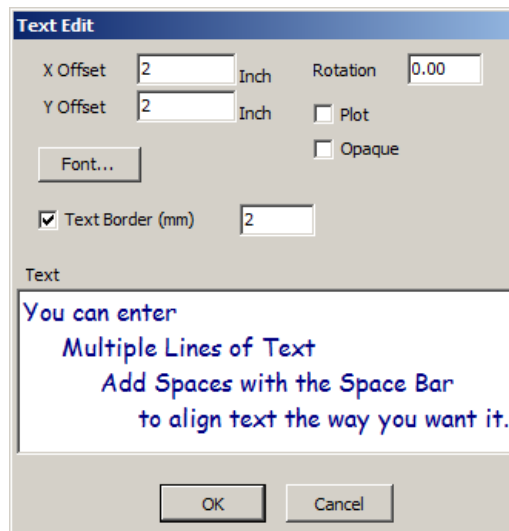 Text Edit
X Offset 2 Inch Rotation 0.00
Y Offset 2 Inch Plot
Opaque
Font...
Text Border (mm) 2
Text
You can enter
Multiple Lines of Text
Add Spaces with the Space Bar
to align text the way you want it.
OK Cancel